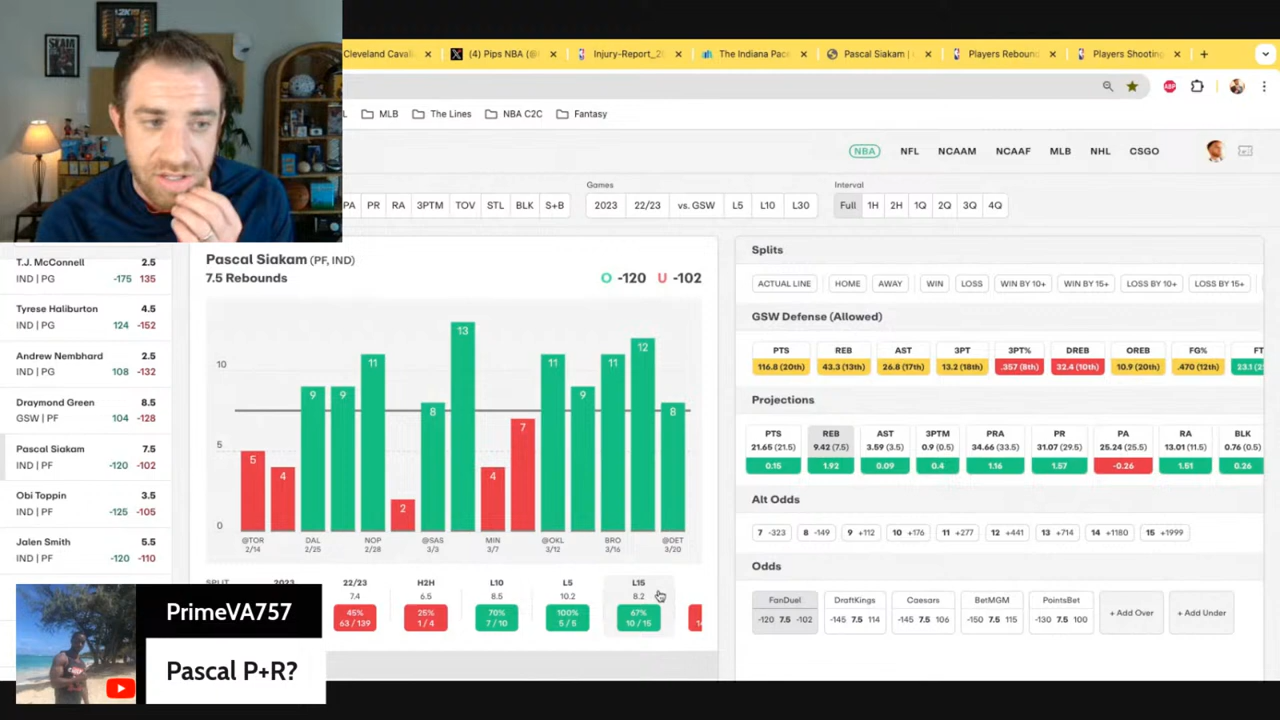 Cleveland Caval
(4) Pips NBA (@
Injury-Report_2
The Indiana Pace
Pascal Siakam |
Players Rebound
Players Shooting
MLB
The Lines
NBA C2C
Fantasy
NBA
NFL
NCAAM
NCAAF
MLB
NHL
CSGO
Games
Interval
PA PR RA 3PTM TOV STL BLK S+B
2023 22/23 vs. GSW L5 L10 L30
Full 1H 2H 1Q 2Q 3Q 4Q
T.J. McConnell 2.5
IND | PG -175 135
Tyrese Haliburton 4.5
IND | PG 124 -152
Andrew Nembhard 2.5
IND | PG 108 -132
Draymond Green 8.5
GSW | PF 104 -128
Pascal Siakam 7.5
IND | PF -120 -102
Obi Toppin 3.5
IND | PF -125 -105
Jalen Smith 5.5
IND | PF -120 -110
Pascal Siakam (PF, IND)
7.5 Rebounds
O -120 U -102
10
5
0
5 4 9 9 11 2 8 13 4 7 11 9 11 12 8
@TOR DAL NOP @SAS MIN @OKL BRO @DET
2/14 2/25 2/28 3/3 3/7 3/12 3/16 3/20
SPLIT 2023 22/23 H2H L10 L5 L15
7.4 6.5 8.5 10.2 8.2
45% 25% 70% 100% 67%
63 / 139 1 / 4 7 / 10 5 / 5 10 / 15
Splits
ACTUAL LINE HOME AWAY WIN LOSS WIN BY 10+ WIN BY 15+ LOSS BY 10+ LOSS BY 15+
GSW Defense (Allowed)
PTS REB AST 3PT 3PT% DREB OREB FG% FT
116.8 (20th) 43.3 (13th) 26.8 (17th) 13.2 (18th) .357 (8th) 32.4 (10th) 10.9 (20th) .470 (12th) 23.1
Projections
PTS REB AST 3PTM PRA PR PA RA BLK
21.65 (21.5) 9.42 (7.5) 3.59 (3.5) 0.9 (0.5) 34.66 (33.5) 31.07 (29.5) 25.24 (25.5) 13.01 (11.5) 0.76 (0.5)
0.15 1.92 0.09 0.4 1.16 1.57 -0.26 1.51 0.26
Alt Odds
7 -323 8 -149 9 +112 10 +176 11 +277 12 +441 13 +714 14 +1180 15 +1999
Odds
FanDuel DraftKings Caesars BetMGM PointsBet + Add Over + Add Under
-120 7.5 -102 -145 7.5 114 -145 7.5 106 -150 7.5 115 -130 7.5 100
PrimeVA757
Pascal P+R?